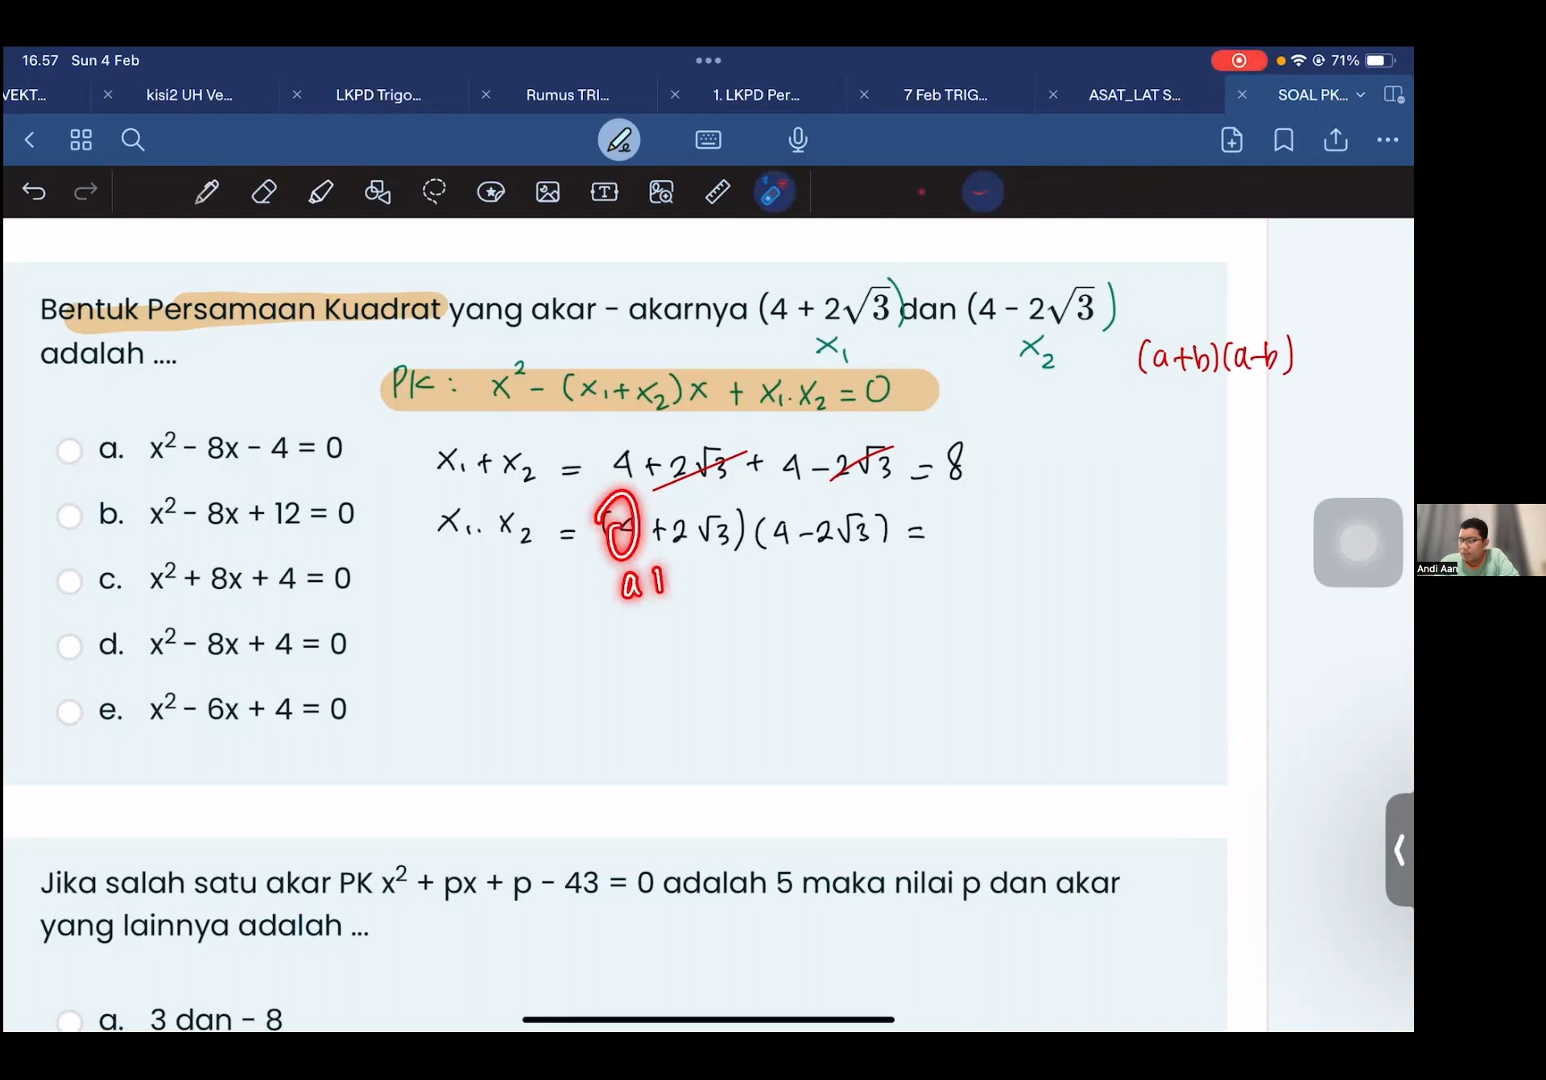 16.57 Sun 4 Feb
71%
VEKT...
kisi2 UH Ve...
LKPD Trigo...
Rumus TRI...
1. LKPD Per...
7 Feb TRIG...
ASAT_LAT S...
SOAL PK...
Bentuk Persamaan Kuadrat yang akar - akarnya (4 + 2√3) dan (4 - 2√3)
x₁ x₂
adalah ....
(a+b)(a-b)
PK : x² - (x₁+x₂)x + x₁.x₂ = 0
a. x² - 8x - 4 = 0
x₁ + x₂ = 4 + 2√3 + 4 - 2√3 = 8
b. x² - 8x + 12 = 0
x₁. x₂ = (4 + 2√3)(4 - 2√3) =
a
c. x² + 8x + 4 = 0
d. x² - 8x + 4 = 0
e. x² - 6x + 4 = 0
Andi Aan
Jika salah satu akar PK x² + px + p - 43 = 0 adalah 5 maka nilai p dan akar
yang lainnya adalah ...
a. 3 dan - 8